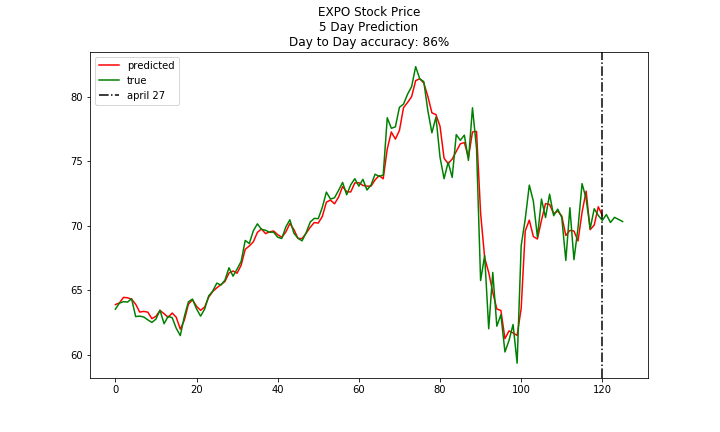 EXPO Stock Price
5 Day Prediction
Day to Day accuracy: 86%
predicted
true
april 27
80
75
70
65
60
0 20 40 60 80 100 120